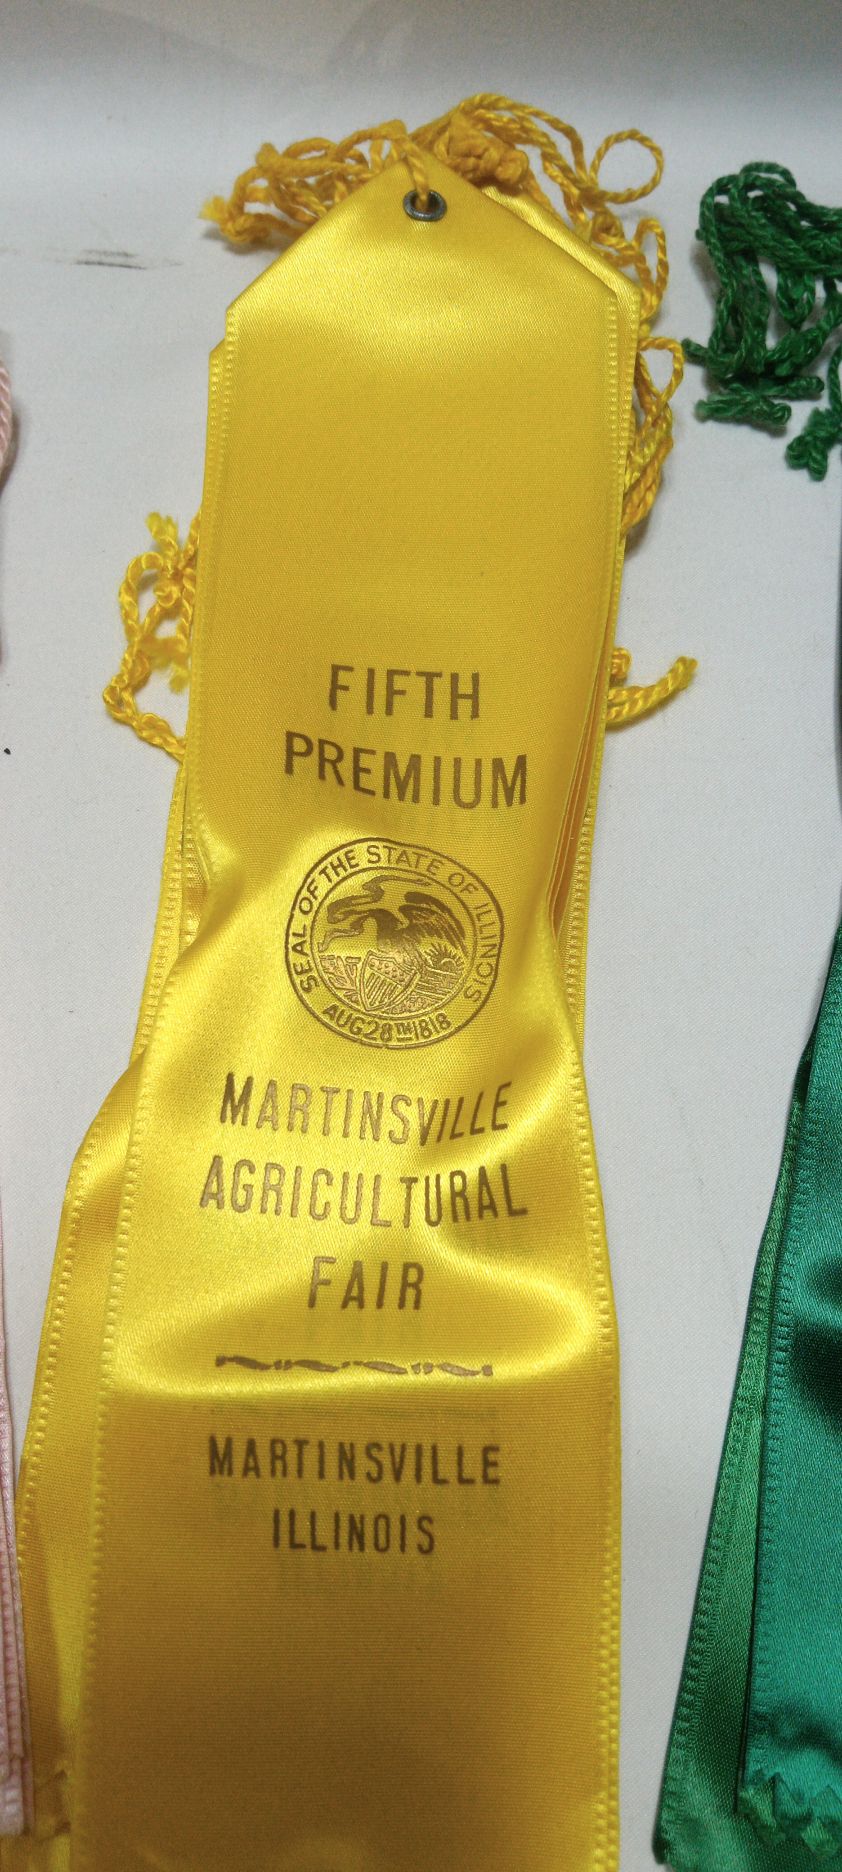 FIFTH
PREMIUM
SEAL OF THE STATE OF ILLINOIS
AUG 28TH 1818
MARTINSVILLE
AGRICULTURAL
FAIR
MARTINSVILLE
ILLINOIS